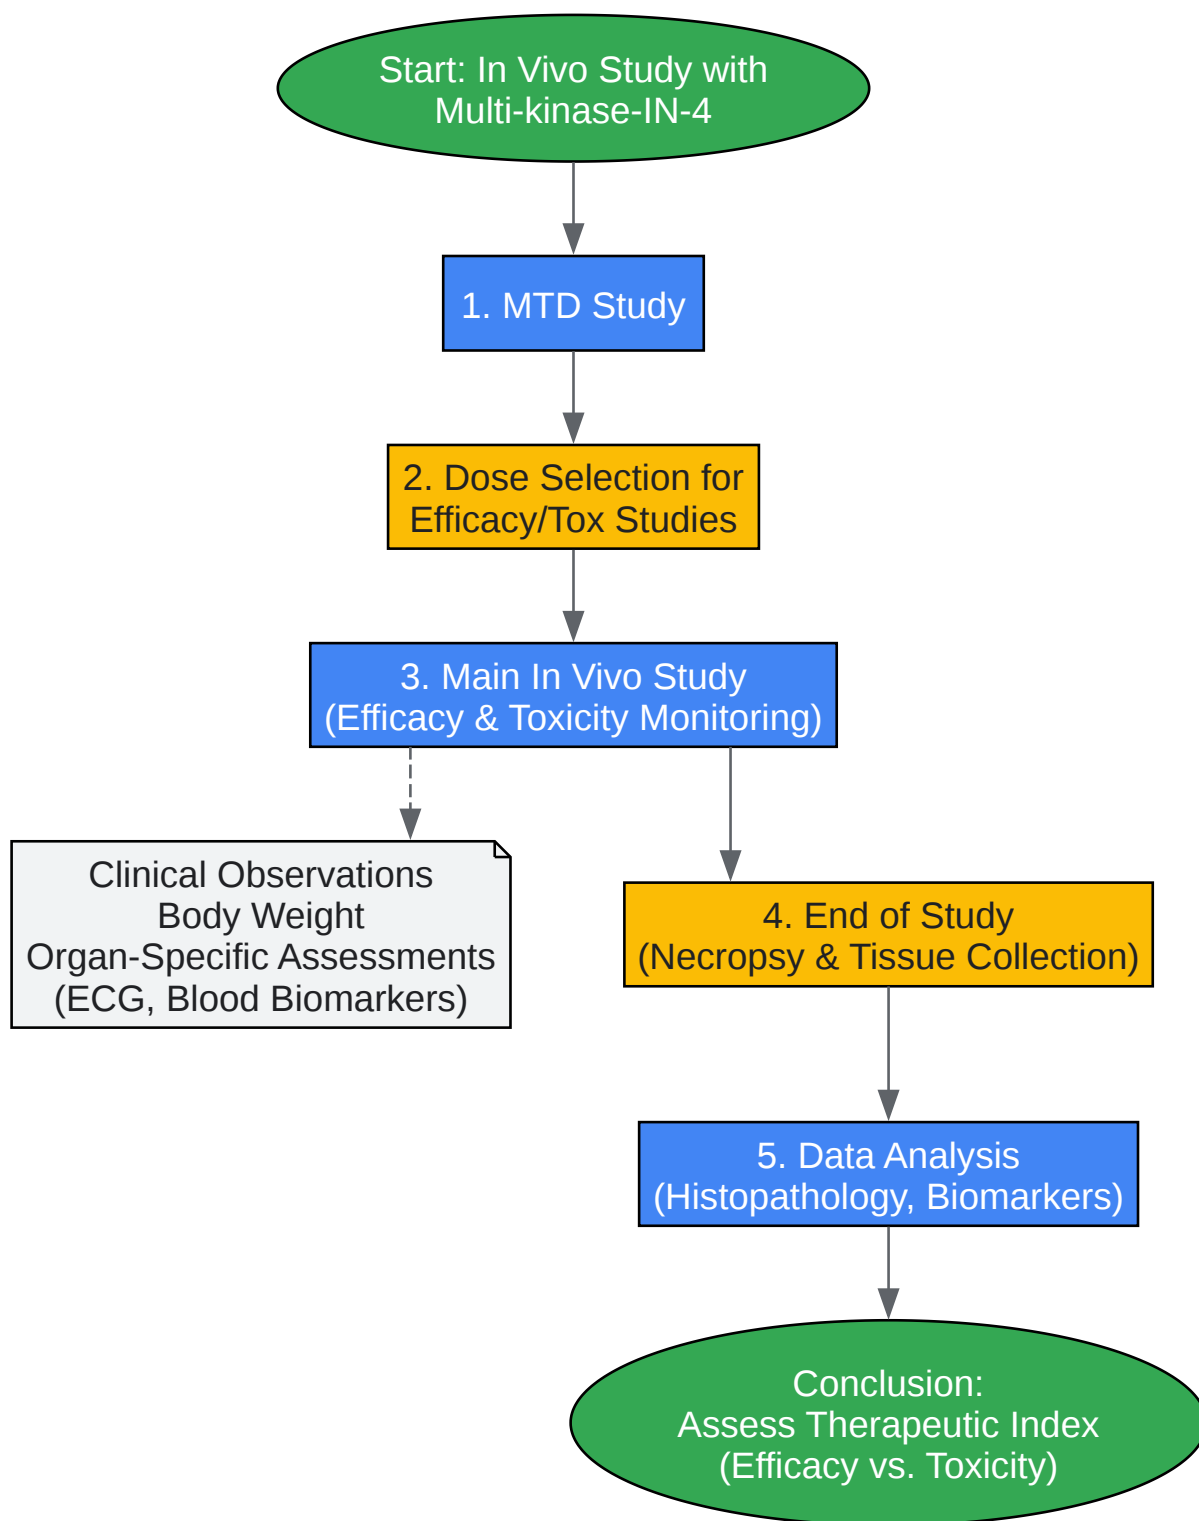 Start: In Vivo Study with
Multi-kinase-IN-4
1. MTD Study
2. Dose Selection for
Efficacy/Tox Studies
3. Main In Vivo Study
(Efficacy & Toxicity Monitoring)
Clinical Observations
Body Weight
Organ-Specific Assessments
(ECG, Blood Biomarkers)
4. End of Study
(Necropsy & Tissue Collection)
5. Data Analysis
(Histopathology, Biomarkers)
Conclusion:
Assess Therapeutic Index
(Efficacy vs. Toxicity)